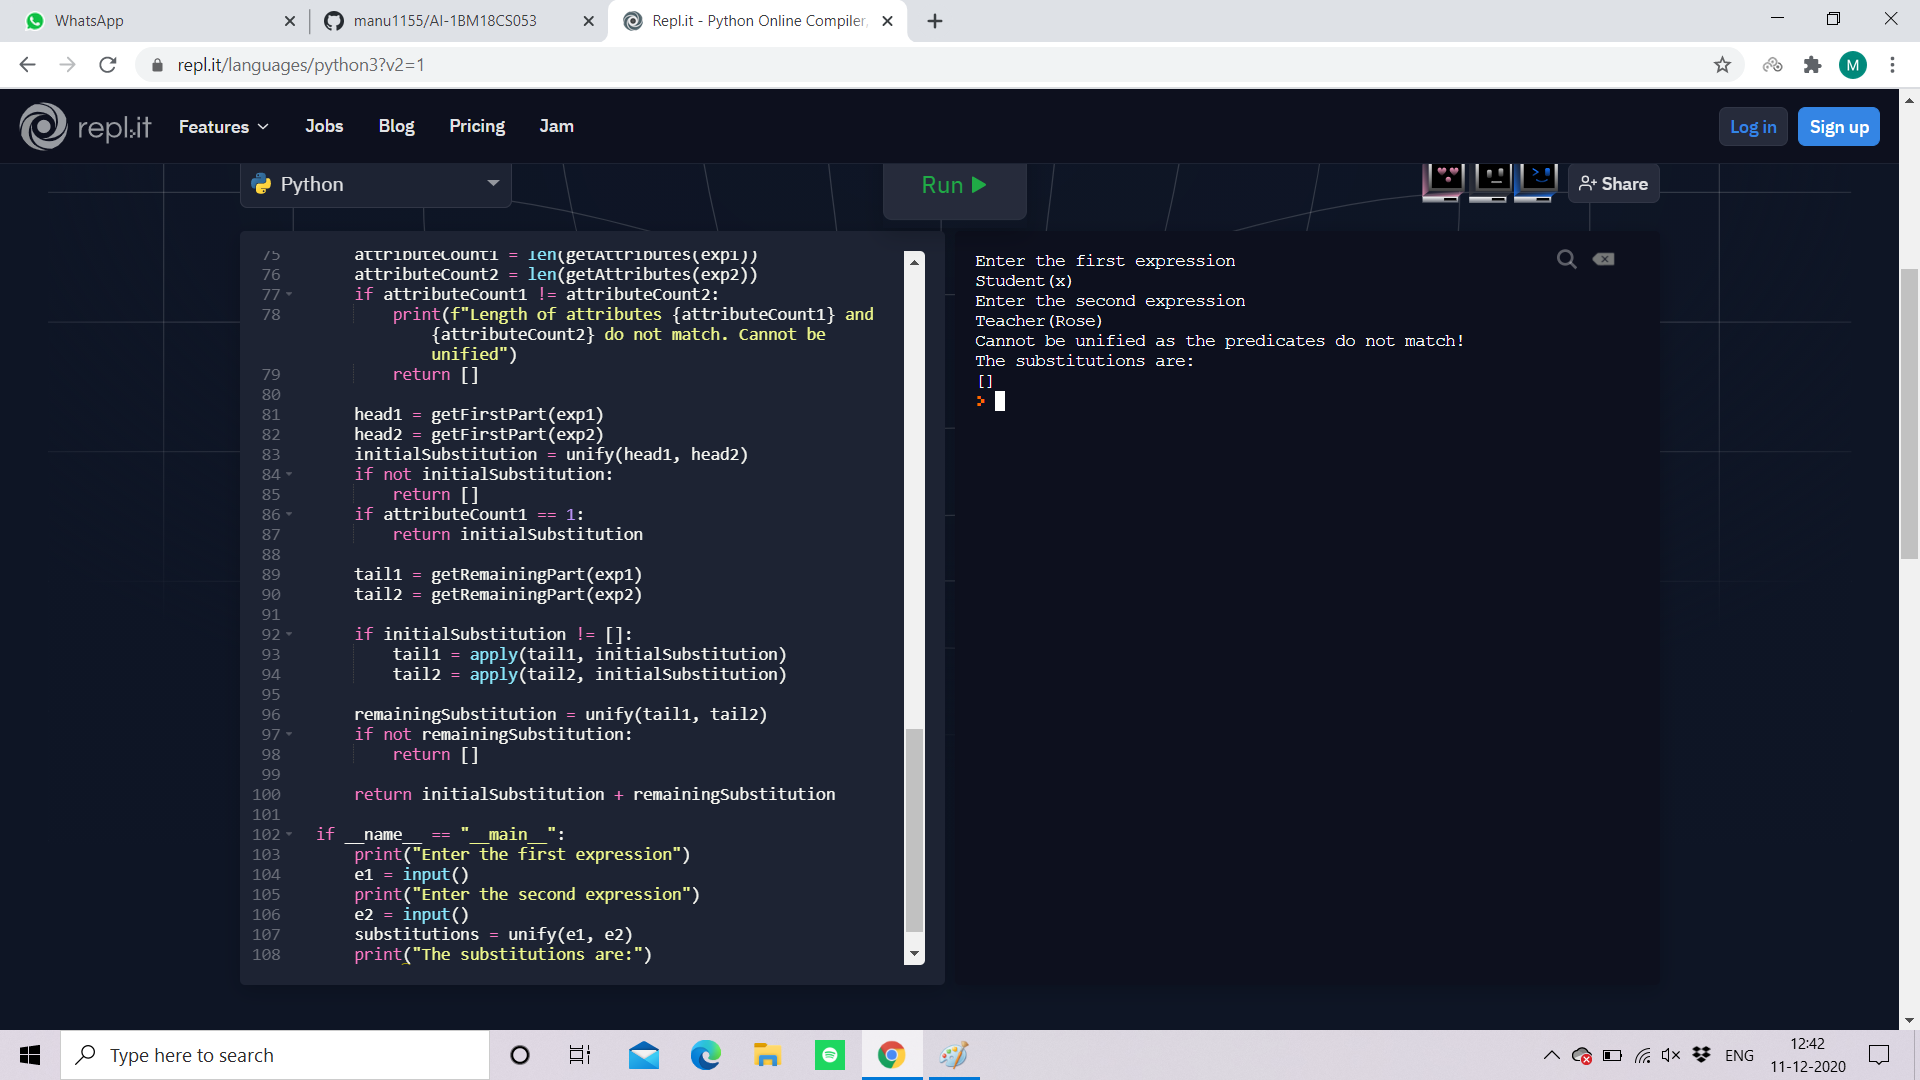 WhatsApp
manu1155/AI-1BM18CS053
Repl.it - Python Online Compiler,
repl.it/languages/python3?v2=1
M
repl.it
Features
Jobs
Blog
Pricing
Jam
Log in
Sign up
Python
Run
Share
75 attributeCount1 = len(getAttributes(exp1))
76 attributeCount2 = len(getAttributes(exp2))
77 if attributeCount1 != attributeCount2:
78 print(f"Length of attributes {attributeCount1} and
{attributeCount2} do not match. Cannot be
unified")
79 return []
80
81 head1 = getFirstPart(exp1)
82 head2 = getFirstPart(exp2)
83 initialSubstitution = unify(head1, head2)
84 if not initialSubstitution:
85 return []
86 if attributeCount1 == 1:
87 return initialSubstitution
88
89 tail1 = getRemainingPart(exp1)
90 tail2 = getRemainingPart(exp2)
91
92 if initialSubstitution != []:
93 tail1 = apply(tail1, initialSubstitution)
94 tail2 = apply(tail2, initialSubstitution)
95
96 remainingSubstitution = unify(tail1, tail2)
97 if not remainingSubstitution:
98 return []
99
100 return initialSubstitution + remainingSubstitution
101
102 if __name__ == "__main__":
103 print("Enter the first expression")
104 e1 = input()
105 print("Enter the second expression")
106 e2 = input()
107 substitutions = unify(e1, e2)
108 print("The substitutions are:")
Enter the first expression
Student(x)
Enter the second expression
Teacher(Rose)
Cannot be unified as the predicates do not match!
The substitutions are:
[]
>
Type here to search
ENG
12:42
11-12-2020